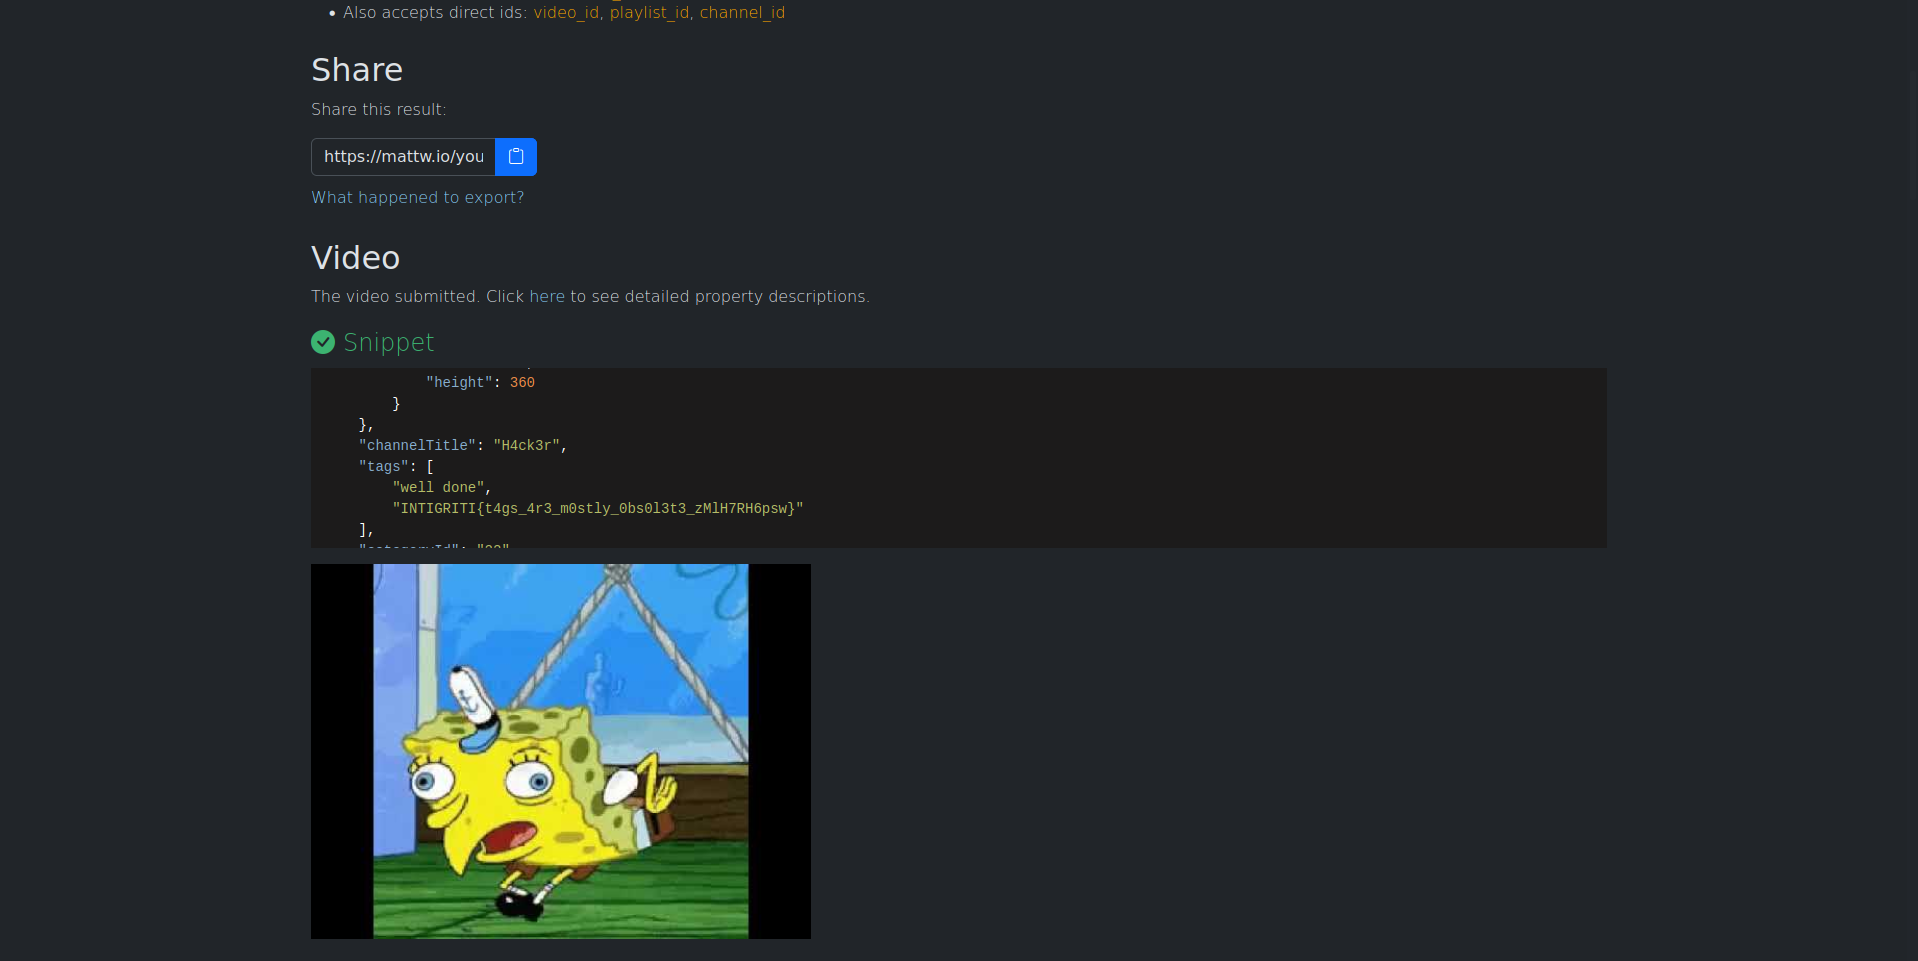 • Also accepts direct ids: video_id, playlist_id, channel_id
Share
Share this result:
https://mattw.io/you
What happened to export?
Video
The video submitted. Click here to see detailed property descriptions.
Snippet
"height": 360
}
},
"channelTitle": "H4ck3r",
"tags": [
"well done",
"INTIGRITI{t4gs_4r3_m0stly_0bs0l3t3_zMlH7RH6psw}"
],